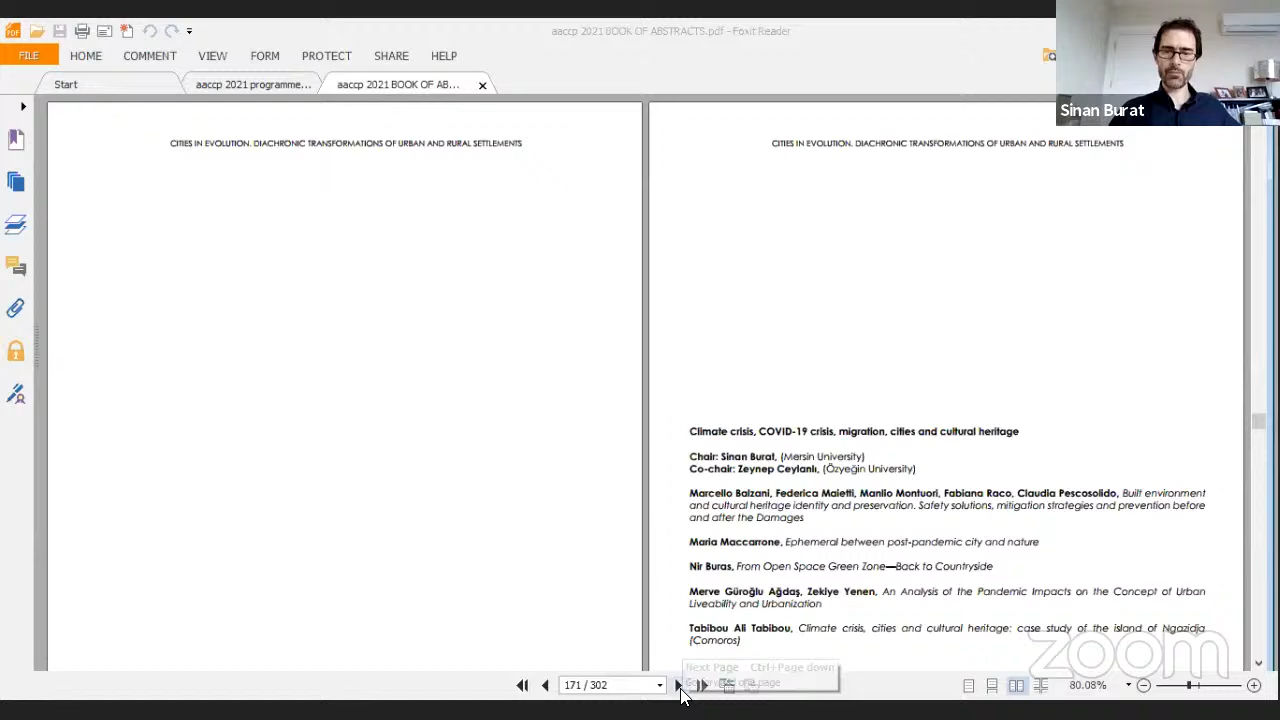 aaccp 2021 BOOK OF ABSTRACTS.pdf - Foxit Reader
FILE HOME COMMENT VIEW FORM PROTECT SHARE HELP
Start aaccp 2021 programme... aaccp 2021 BOOK OF AB...
Sinan Burat
CITIES IN EVOLUTION. DIACHRONIC TRANSFORMATIONS OF URBAN AND RURAL SETTLEMENTS
CITIES IN EVOLUTION. DIACHRONIC TRANSFORMATIONS OF URBAN AND RURAL SETTLEMENTS
Climate crisis, COVID-19 crisis, migration, cities and cultural heritage
Chair: Sinan Burat, (Mersin University)
Co-chair: Zeynep Ceylanlı, (Özyeğin University)
Marcello Balzani, Federica Maietti, Manlio Montuori, Fabiana Raco, Claudia Pescosolido, Built environment
and cultural heritage identity and preservation. Safety solutions, mitigation strategies and prevention before
and after the Damages
Maria Maccarrone, Ephemeral between post-pandemic city and nature
Nir Buras, From Open Space Green Zone—Back to Countryside
Merve Güroğlu Ağdaş, Zekiye Yenen, An Analysis of the Pandemic Impacts on the Concept of Urban
Liveability and Urbanization
Tabibou Ali Tabibou, Climate crisis, cities and cultural heritage: case study of the island of Ngazidja
(Comoros)
zoom
Next Page Ctrl+Page down
page
171 / 302
80.08%